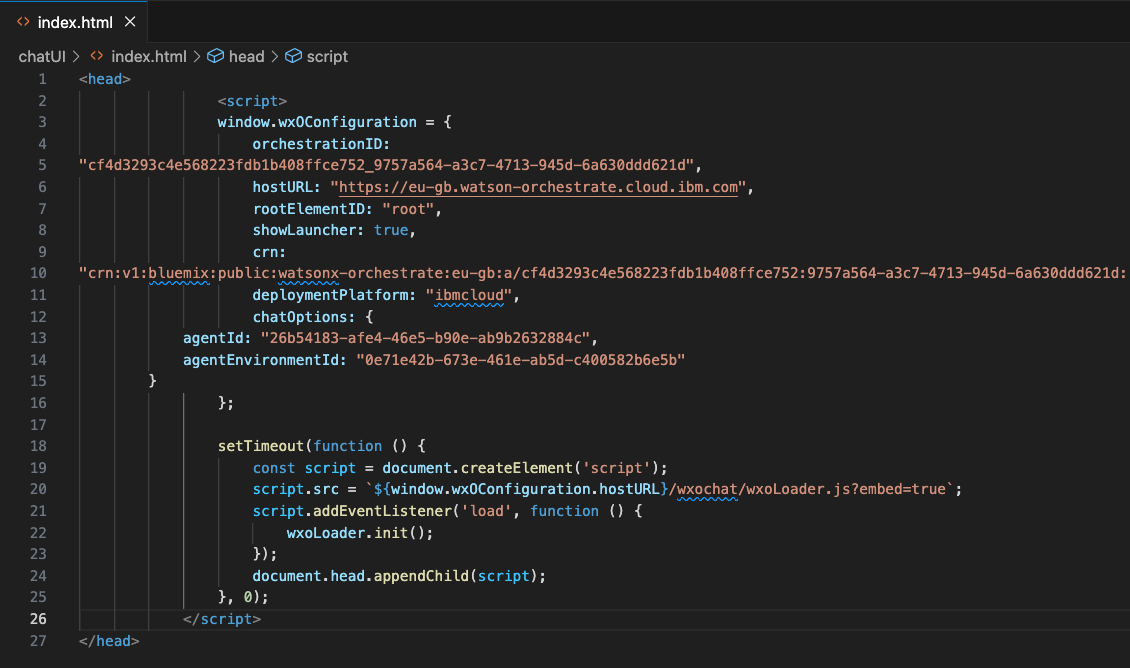 index.html
chatUI > index.html > head > script
1 <head>
2 <script>
3 window.wxOConfiguration = {
4 orchestrationID:
5 "cf4d3293c4e568223fdb1b408ffce752_9757a564-a3c7-4713-945d-6a630ddd621d",
6 hostURL: "https://eu-gb.watson-orchestrate.cloud.ibm.com",
7 rootElementID: "root",
8 showLauncher: true,
9 crn:
10 "crn:v1:bluemix:public:watsonx-orchestrate:eu-gb:a/cf4d3293c4e568223fdb1b408ffce752:9757a564-a3c7-4713-945d-6a630ddd621d:
11 deploymentPlatform: "ibmcloud",
12 chatOptions: {
13 agentId: "26b54183-afe4-46e5-b90e-ab9b2632884c",
14 agentEnvironmentId: "0e71e42b-673e-461e-ab5d-c400582b6e5b"
15 }
16 };
17
18 setTimeout(function () {
19 const script = document.createElement('script');
20 script.src = `${window.wxOConfiguration.hostURL}/wxochat/wxoLoader.js?embed=true`;
21 script.addEventListener('load', function () {
22 wxoLoader.init();
23 });
24 document.head.appendChild(script);
25 }, 0);
26 </script>
27 </head>